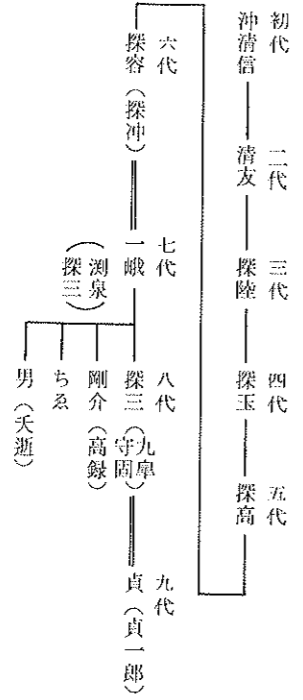 初代
沖清信
二代
清友
三代
探陸
四代
探玉
五代
探高
六代
探容（探冲）
七代
一峨
（渕泉
探三）
八代
探三（九皐
守固）
剛介（高録）
ちゑ
男（夭逝）
九代
貞（貞一郎）